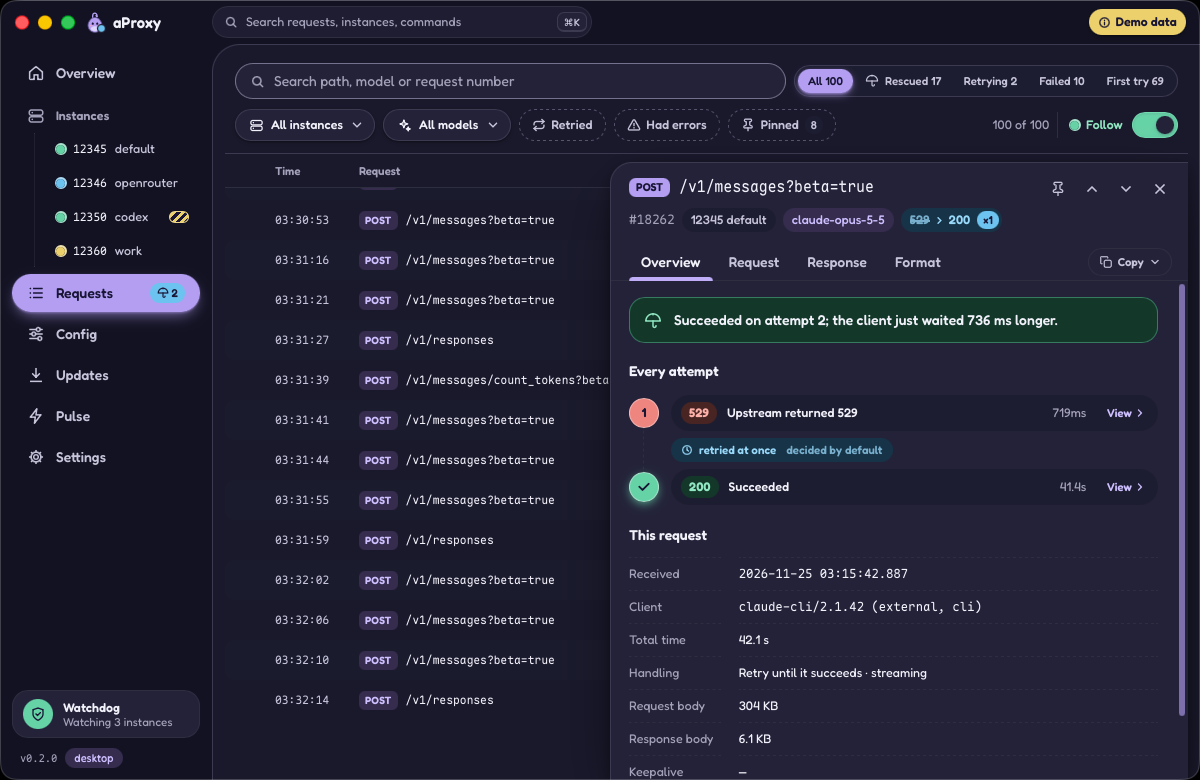 aProxy
Search requests, instances, commands
⌘K
Demo data
Overview
Instances
12345 default
12346 openrouter
12350 codex
12360 work
Requests 2
Config
Updates
Pulse
Settings
Watchdog
Watching 3 instances
v0.2.0 desktop
Search path, model or request number
All 100 Rescued 17 Retrying 2 Failed 10 First try 69
All instances All models Retried Had errors Pinned 8
100 of 100 Follow
Time Request
03:30:53 POST /v1/messages?beta=true
03:31:16 POST /v1/messages?beta=true
03:31:21 POST /v1/messages?beta=true
03:31:27 POST /v1/responses
03:31:39 POST /v1/messages/count_tokens?beta
03:31:41 POST /v1/messages?beta=true
03:31:44 POST /v1/messages?beta=true
03:31:55 POST /v1/messages?beta=true
03:31:59 POST /v1/responses
03:32:02 POST /v1/messages?beta=true
03:32:06 POST /v1/messages?beta=true
03:32:10 POST /v1/messages?beta=true
03:32:14 POST /v1/responses
POST /v1/messages?beta=true
#18262 12345 default claude-opus-5-5 529 > 200 x1
Overview Request Response Format Copy
Succeeded on attempt 2; the client just waited 736 ms longer.
Every attempt
1 529 Upstream returned 529 719ms View
retried at once decided by default
200 Succeeded 41.4s View
This request
Received 2026-11-25 03:15:42.887
Client claude-cli/2.1.42 (external, cli)
Total time 42.1 s
Handling Retry until it succeeds · streaming
Request body 304 KB
Response body 6.1 KB
Keepalive —